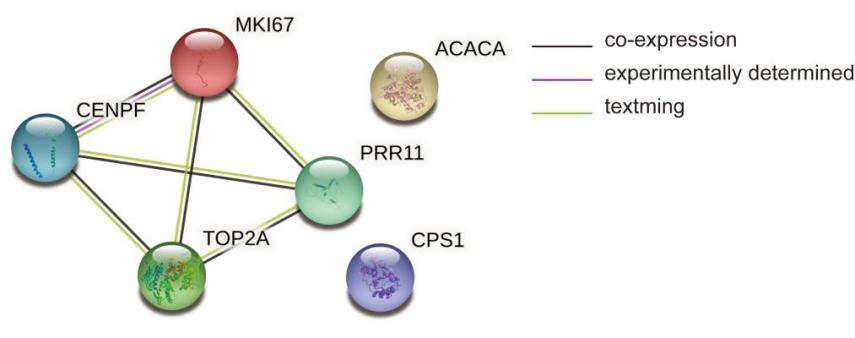 MKI67
ACACA
CENPF
PRR11
TOP2A
CPS1
co-expression
experimentally determined
textming